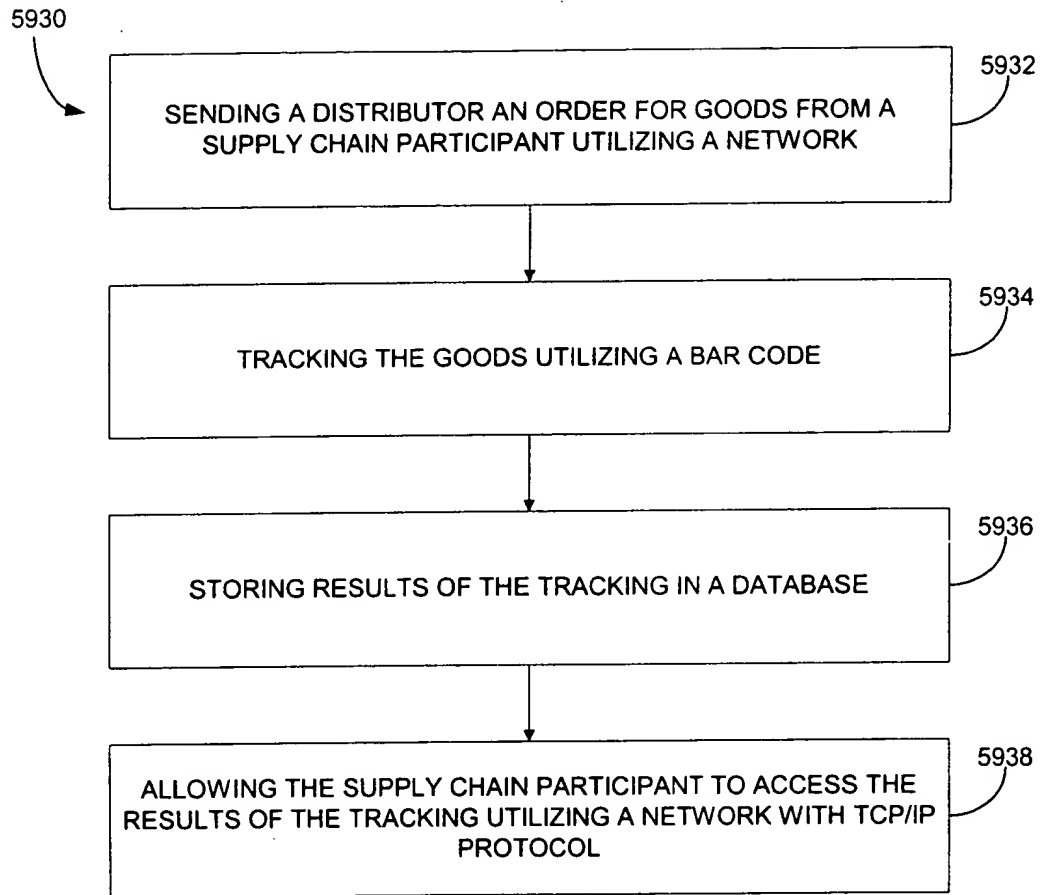 5930
5932
SENDING A DISTRIBUTOR AN ORDER FOR GOODS FROM A
SUPPLY CHAIN PARTICIPANT UTILIZING A NETWORK
5934
TRACKING THE GOODS UTILIZING A BAR CODE
5936
STORING RESULTS OF THE TRACKING IN A DATABASE
5938
ALLOWING THE SUPPLY CHAIN PARTICIPANT TO ACCESS THE
RESULTS OF THE TRACKING UTILIZING A NETWORK WITH TCP/IP
PROTOCOL